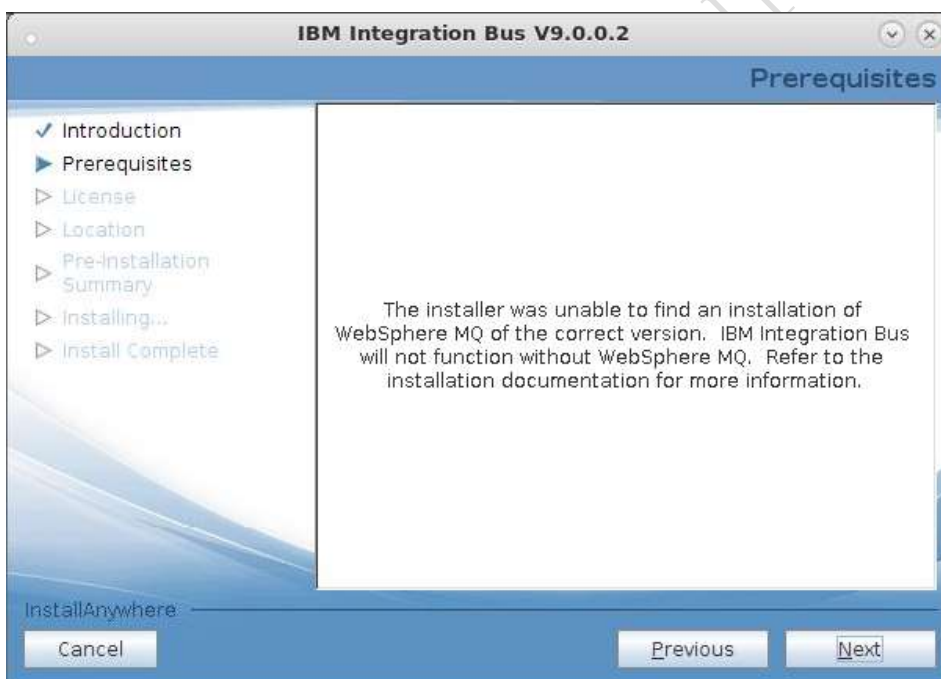 IBM Integration Bus V9.0.0.2
Prerequisites
Introduction
Prerequisites
License
Location
Pre-Installation
Summary
Installing...
Install Complete
The installer was unable to find an installation of
WebSphere MQ of the correct version. IBM Integration Bus
will not function without WebSphere MQ. Refer to the
installation documentation for more information.
InstallAnywhere
Cancel
Previous
Next